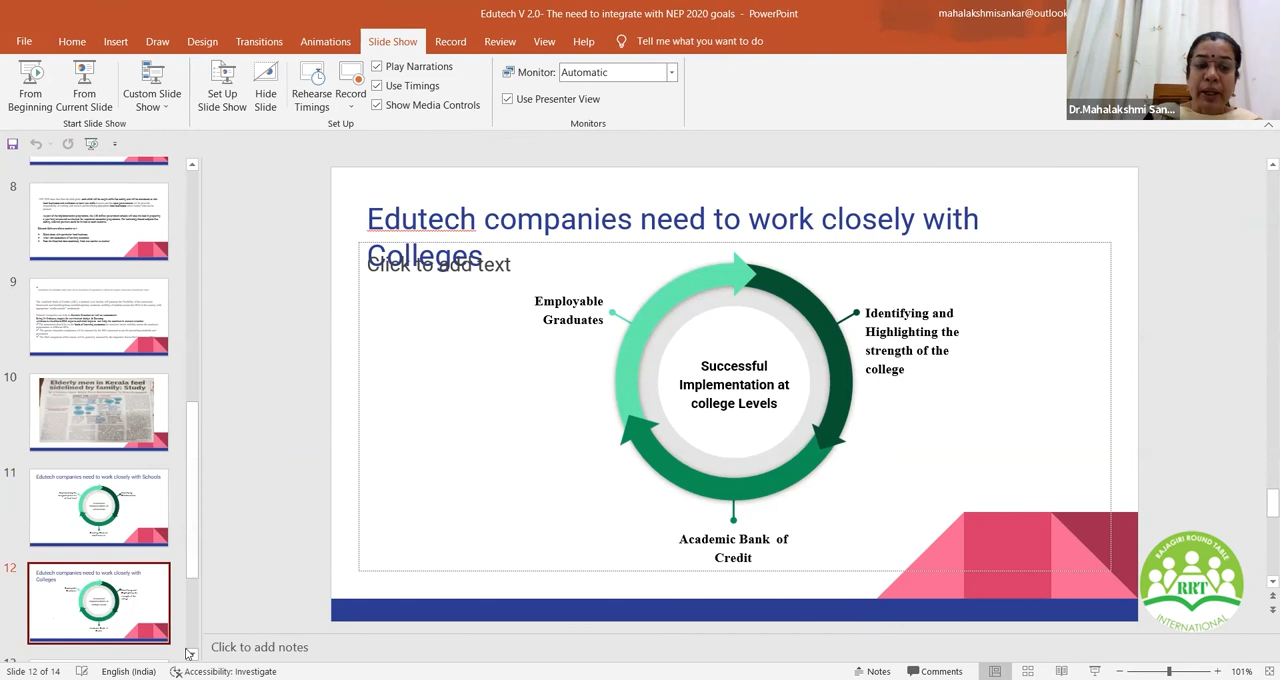 Edutech V 2.0- The need to integrate with NEP 2020 goals - PowerPoint
mahalakshmisankar@outlook
File Home Insert Draw Design Transitions Animations Slide Show Record Review View Help Tell me what you want to do
From Beginning
From Current Slide
Custom Slide Show
Set Up Slide Show
Hide Slide
Rehearse Timings
Record
Play Narrations
Use Timings
Show Media Controls
Monitor: Automatic
Use Presenter View
Start Slide Show
Set Up
Monitors
Dr.Mahalakshmi San...
8
9
10
Elderly men in Kerala feel
sidelined by family: Study
11
Edutech companies need to work closely with Schools
12
Edutech companies need to work closely with
Colleges
Edutech companies need to work closely with
Colleges
Click to add text
Employable
Graduates
Identifying and
Highlighting the
strength of the
college
Successful
Implementation at
college Levels
Academic Bank of
Credit
RAJAGIRI ROUND TABLE
RRT
INTERNATIONAL
Click to add notes
Slide 12 of 14 English (India) Accessibility: Investigate Notes Comments 101%